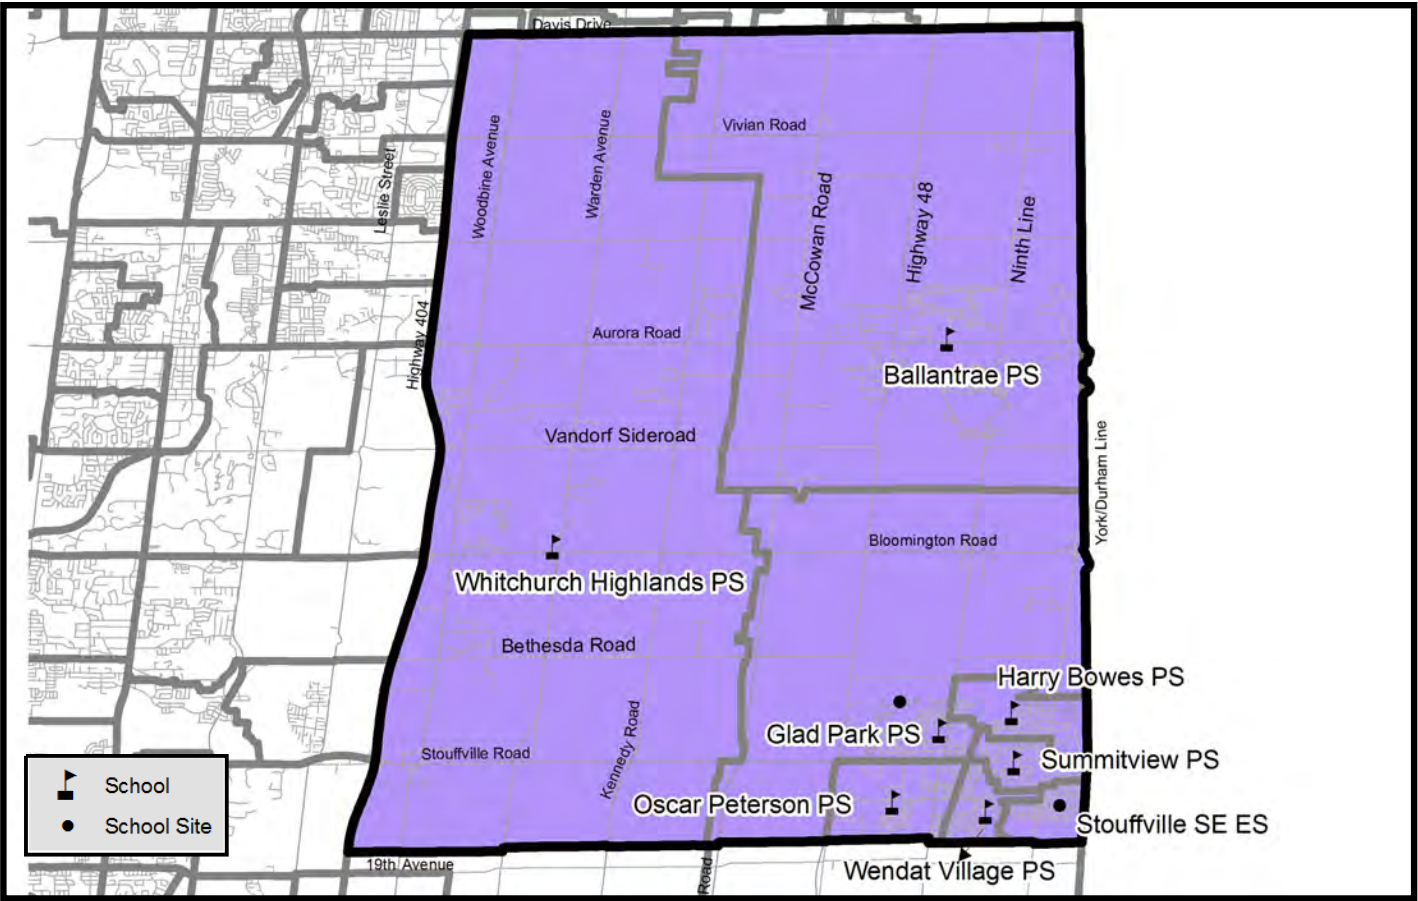 Davis Drive
Vivian Road
Woodbine Avenue
Warden Avenue
Leslie Street
McCowan Road
Highway 48
Ninth Line
Highway 404
Aurora Road
Ballantrae PS
Vandorf Sideroad
York/Durham Line
Bloomington Road
Whitchurch Highlands PS
Bethesda Road
Harry Bowes PS
Kennedy Road
Glad Park PS
Stouffville Road
Summitview PS
School
Oscar Peterson PS
School Site
Stouffville SE ES
19th Avenue
Wendat Village PS
Road